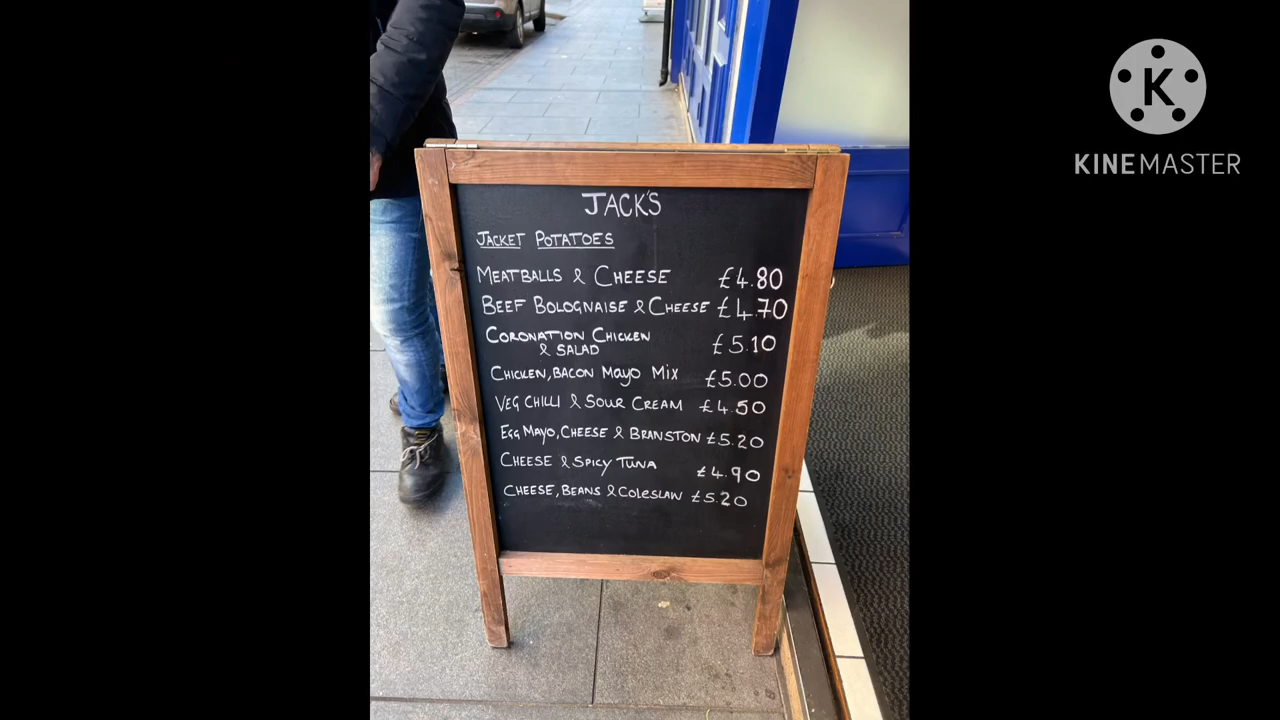 JACK'S
JACKET POTATOES
MEATBALLS & CHEESE £4.80
BEEF BOLOGNAISE & CHEESE £4.70
CORONATION CHICKEN
& SALAD £5.10
CHICKEN, BACON MAYO MIX £5.00
VEG CHILLI & SOUR CREAM £4.50
EGG MAYO, CHEESE & BRANSTON £5.20
CHEESE & SPICY TUNA £4.90
CHEESE, BEANS & COLESLAW £5.20
K
KINEMASTER